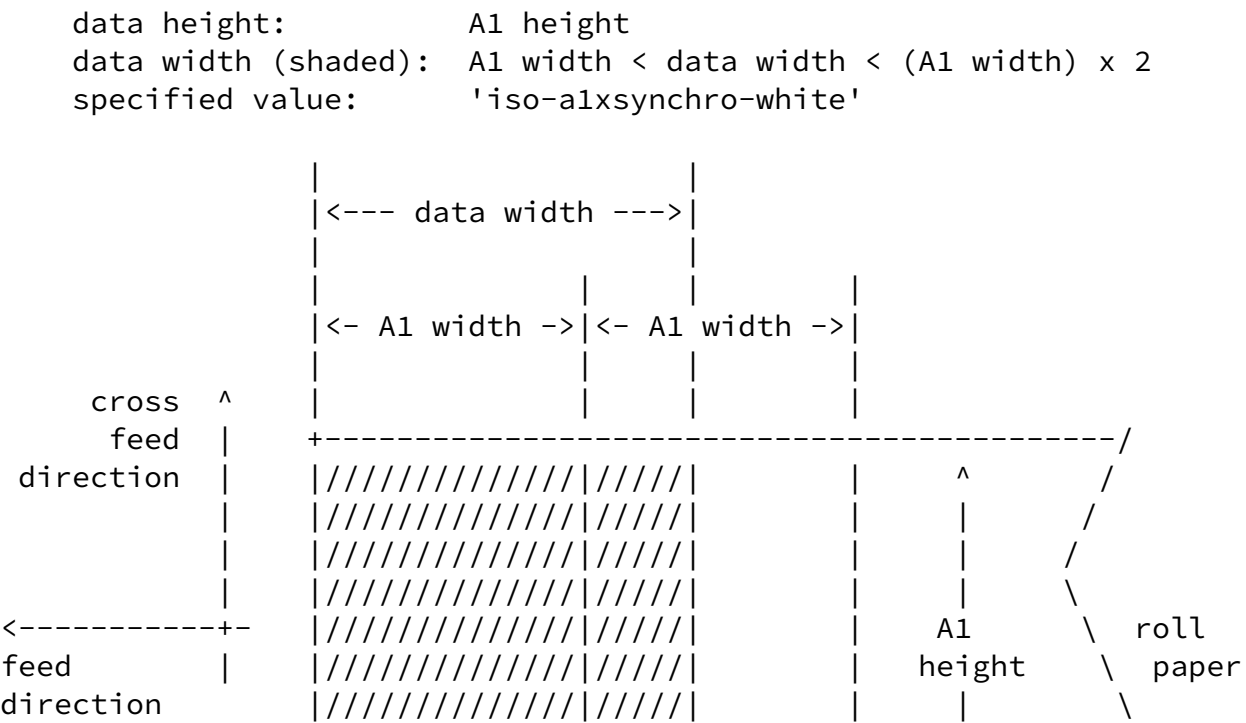 data height:          A1 height
    data width (shaded):  A1 width < data width < (A1 width) x 2
    specified value:      'iso-a1xsynchro-white'

                 |                    |
                 |<--- data width --->|
                 |                    |
                 |              |     |        |
                 |<- A1 width ->|<- A1 width ->|
                 |              |     |        |
     cross  ^    |              |     |        |
      feed  |    +--------------------------------------------/
 direction  |    |//////////////|/////|        |     ^       /
            |    |//////////////|/////|        |     |      /
            |    |//////////////|/////|        |     |     /
            |    |//////////////|/////|        |     |     \
<-----------+-   |//////////////|/////|        |    A1      \  roll
feed        |    |//////////////|/////|        |   height    \  paper
direction        |//////////////|/////|        |     |        \